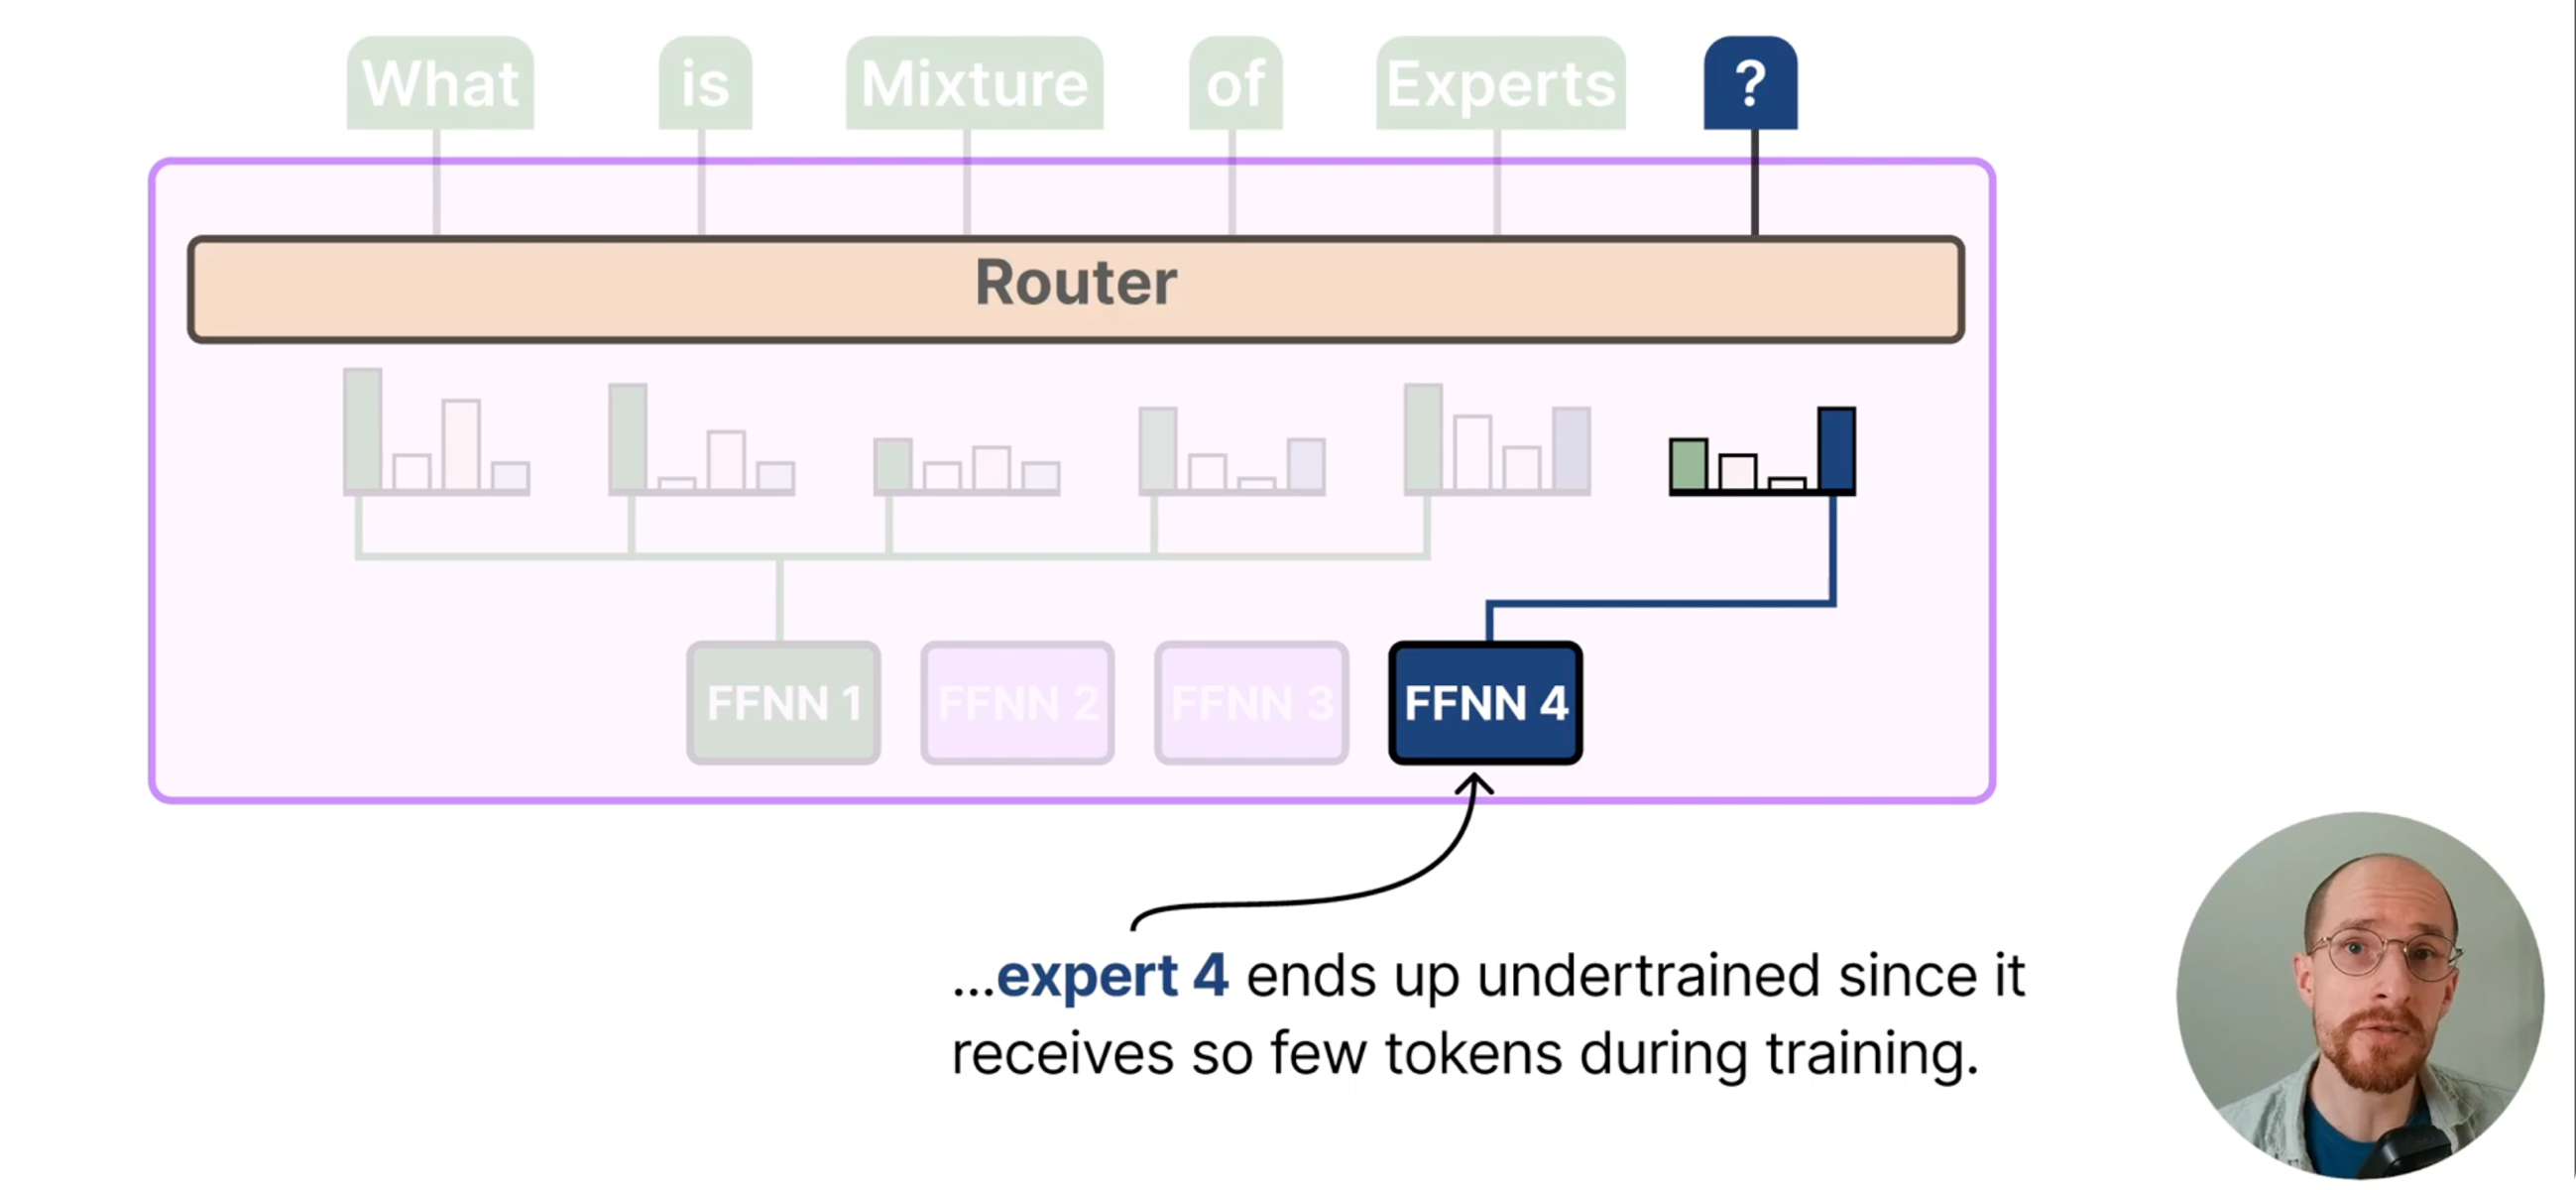 What is Mixture of Experts ?
Router
FFNN 1 FFNN 2 FFNN 3 FFNN 4
...expert 4 ends up undertrained since it
receives so few tokens during training.